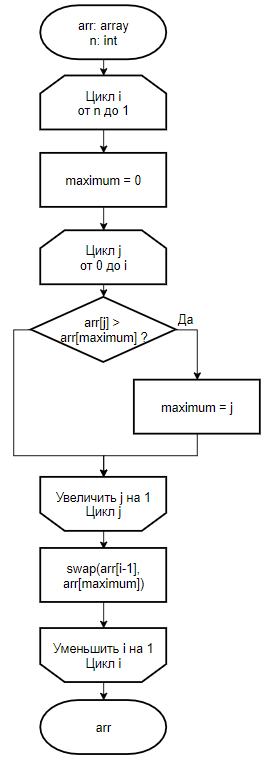 arr: array
n: int
Цикл i
от n до 1
maximum = 0
Цикл j
от 0 до i
arr[j] >
arr[maximum] ?
Да
maximum = j
Увеличить j на 1
Цикл j
swap(arr[i-1],
arr[maximum])
Уменьшить i на 1
Цикл i
arr